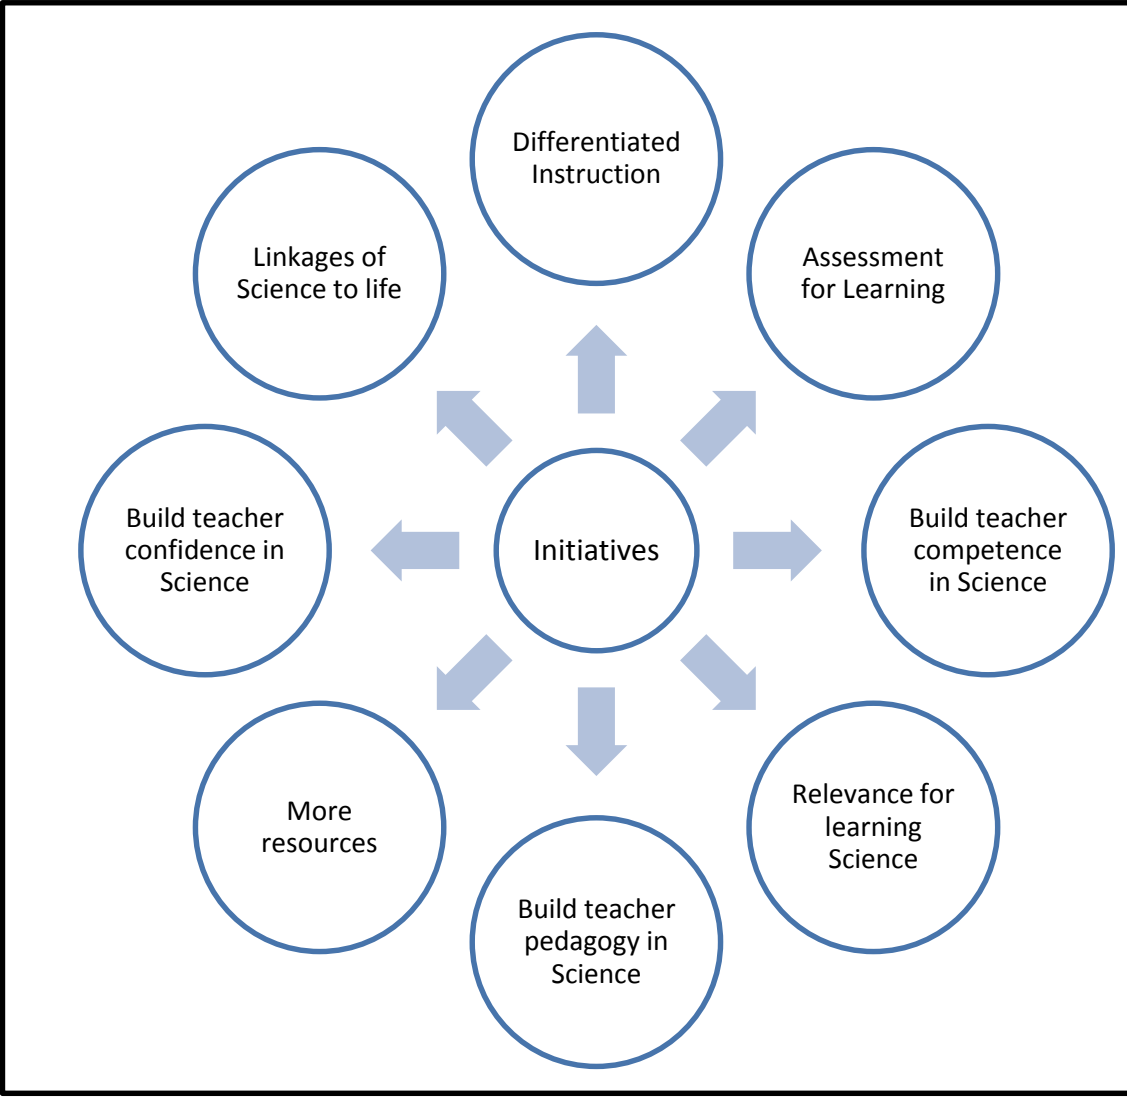 Differentiated
Instruction
Assessment
for Learning
Build teacher
competence
in Science
Relevance for
learning
Science
Build teacher
pedagogy in
Science
More
resources
Build teacher
confidence in
Science
Linkages of
Science to life
Initiatives